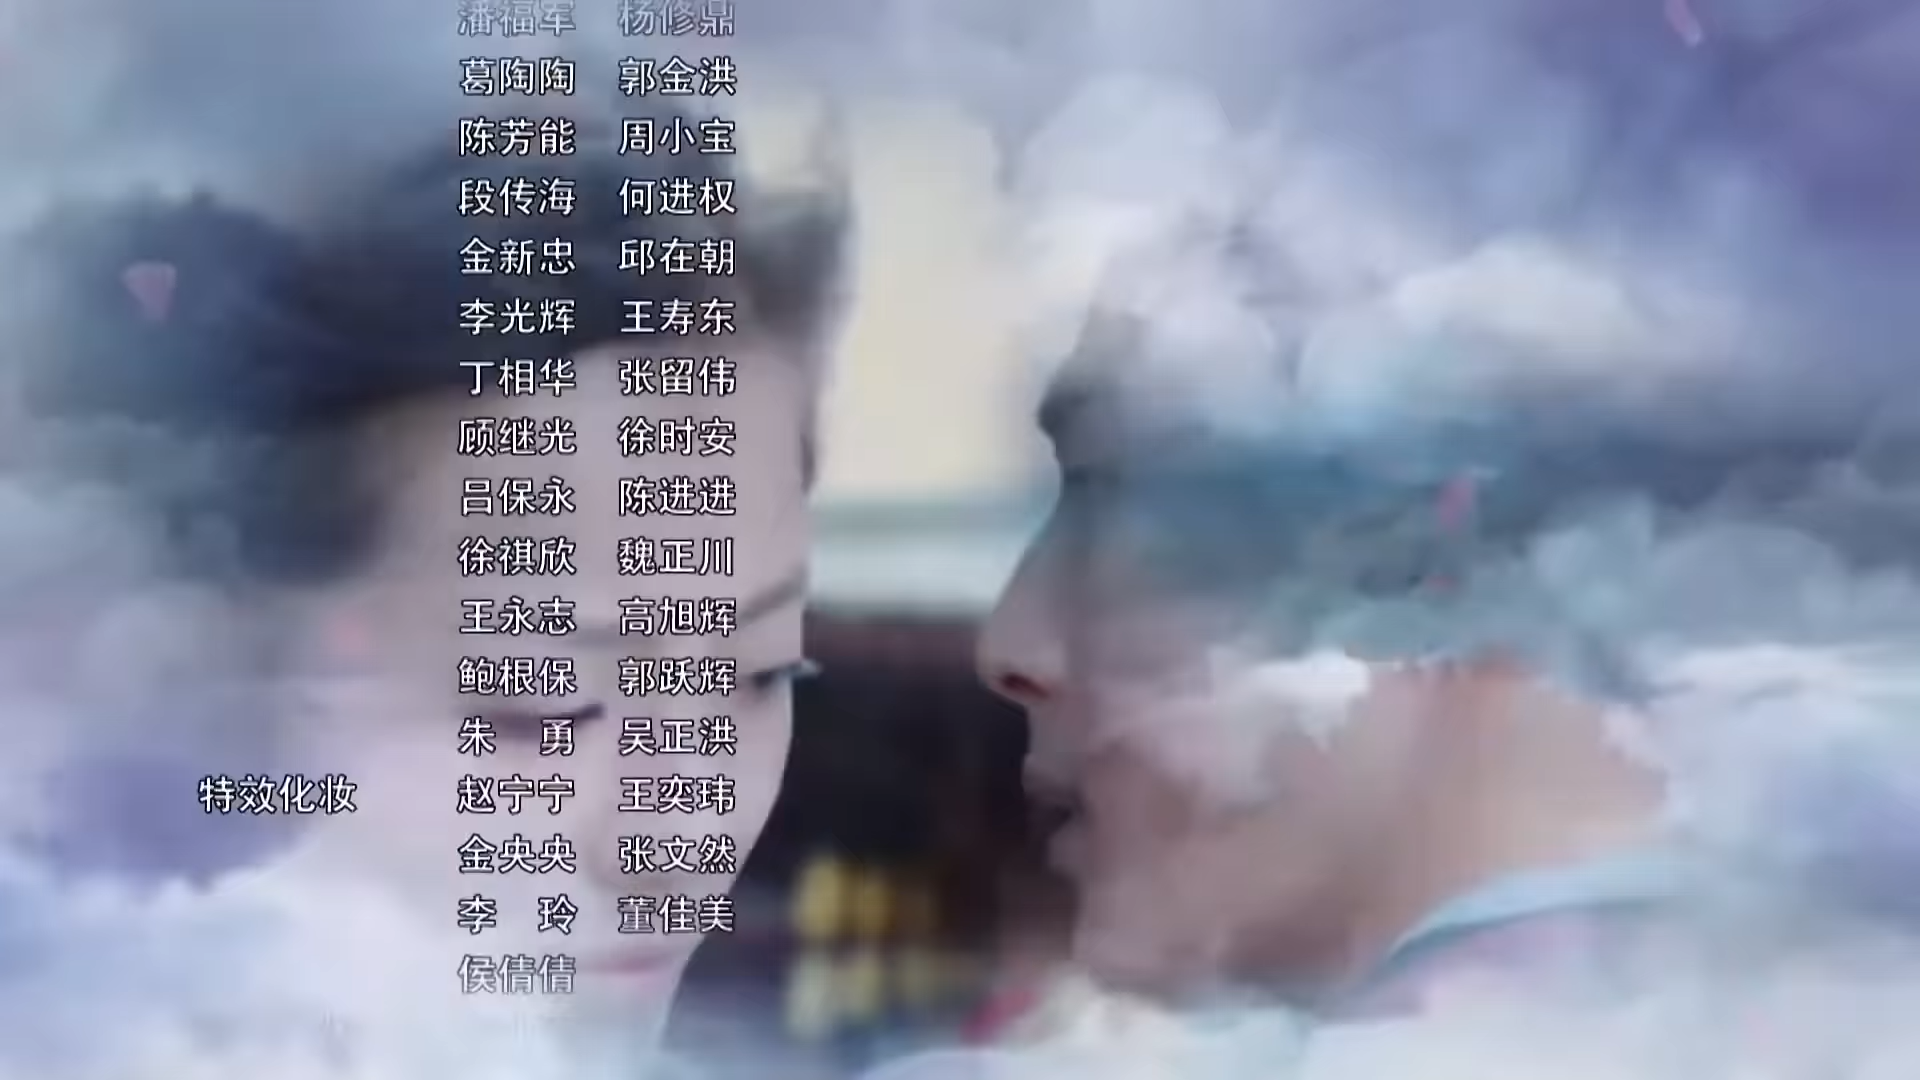 潘福军　杨修鼎
葛陶陶　郭金洪
陈芳能　周小宝
段传海　何进权
金新忠　邱在朝
李光辉　王寿东
丁相华　张留伟
顾继光　徐时安
吕保永　陈进进
徐祺欣　魏正川
王永志　高旭辉
鲍根保　郭跃辉
朱　勇　吴正洪
特效化妆　赵宁宁　王奕玮
金央央　张文然
李　玲　董佳美
侯倩倩